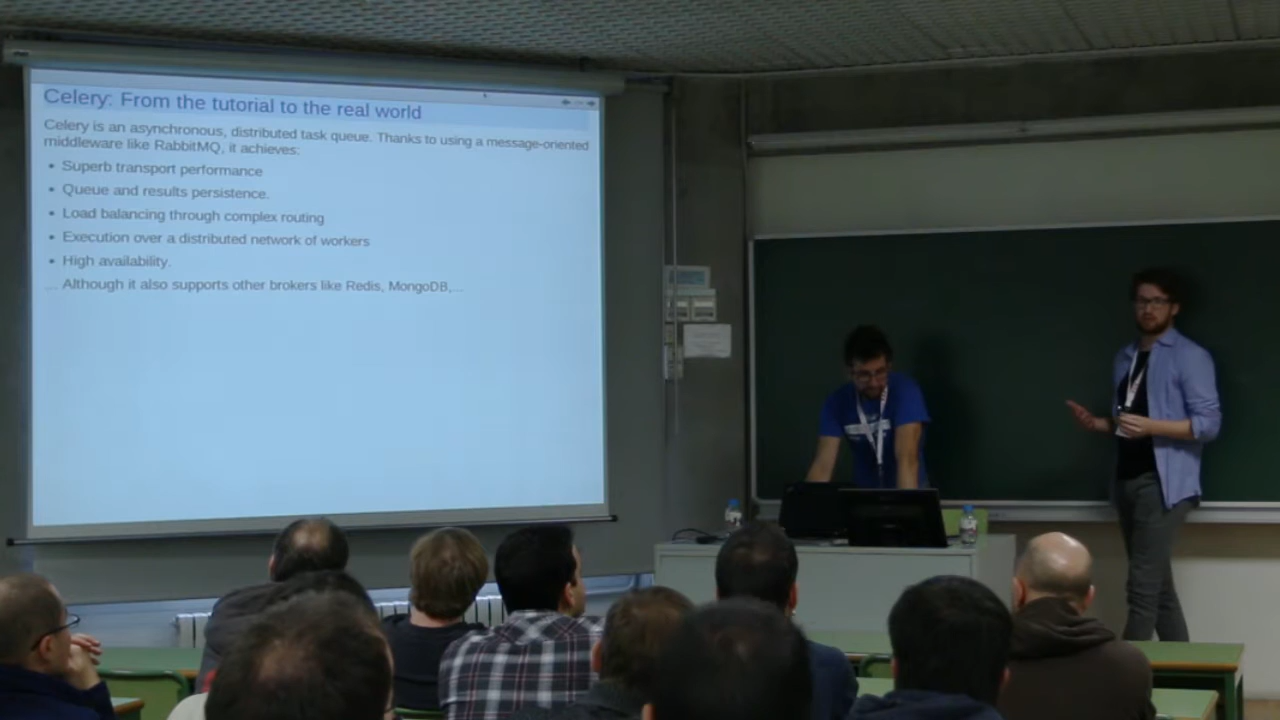 Celery: From the tutorial to the real world
Celery is an asynchronous, distributed task queue. Thanks to using a message-oriented
middleware like RabbitMQ, it achieves:
• Superb transport performance
• Queue and results persistence.
• Load balancing through complex routing
• Execution over a distributed network of workers
• High availability.
... Although it also supports other brokers like Redis, MongoDB,...